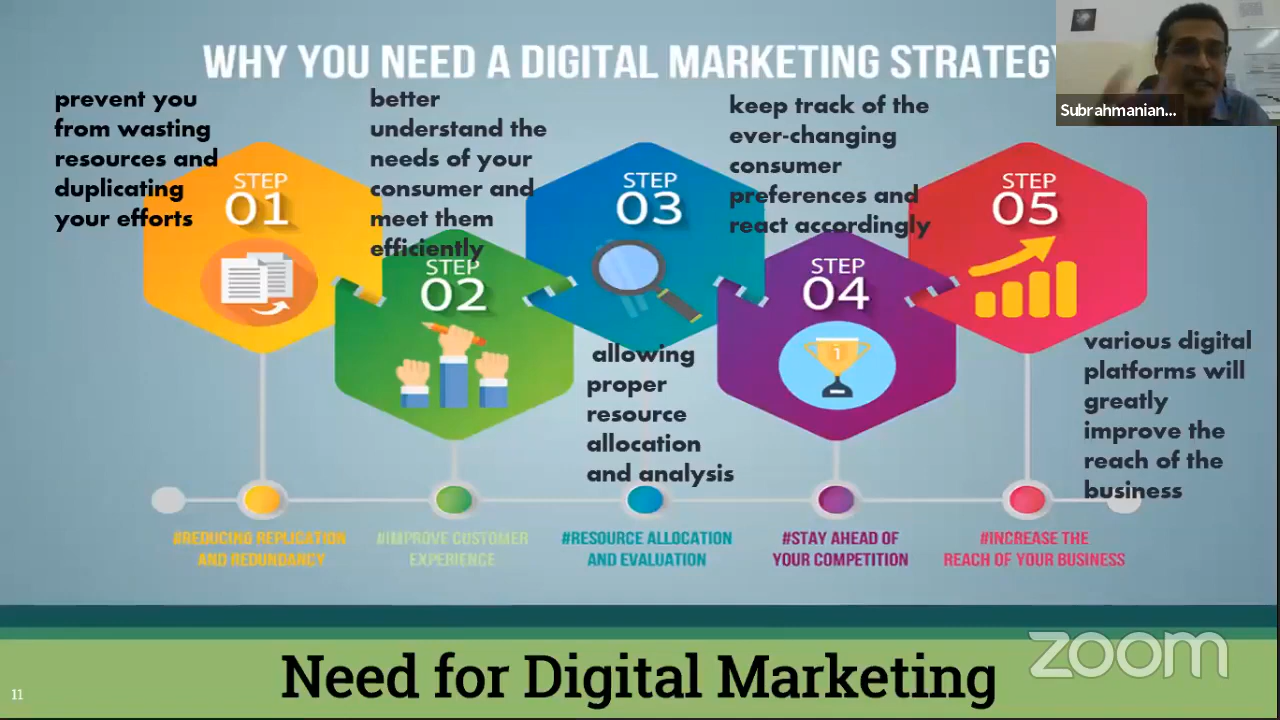 WHY YOU NEED A DIGITAL MARKETING STRATEGY
Subrahmanian...
prevent you
from wasting
resources and
duplicating
your efforts
STEP
01
better
understand the
needs of your
consumer and
meet them
efficiently
STEP
02
STEP
03
allowing
proper
resource
allocation
and analysis
keep track of the
ever-changing
consumer
preferences and
react accordingly
STEP
04
1
STEP
05
various digital
platforms will
greatly
improve the
reach of the
business
#REDUCING REPLICATION
AND REDUNDANCY
#IMPROVE CUSTOMER
EXPERIENCE
#RESOURCE ALLOCATION
AND EVALUATION
#STAY AHEAD OF
YOUR COMPETITION
#INCREASE THE
REACH OF YOUR BUSINESS
zoom
Need for Digital Marketing
11